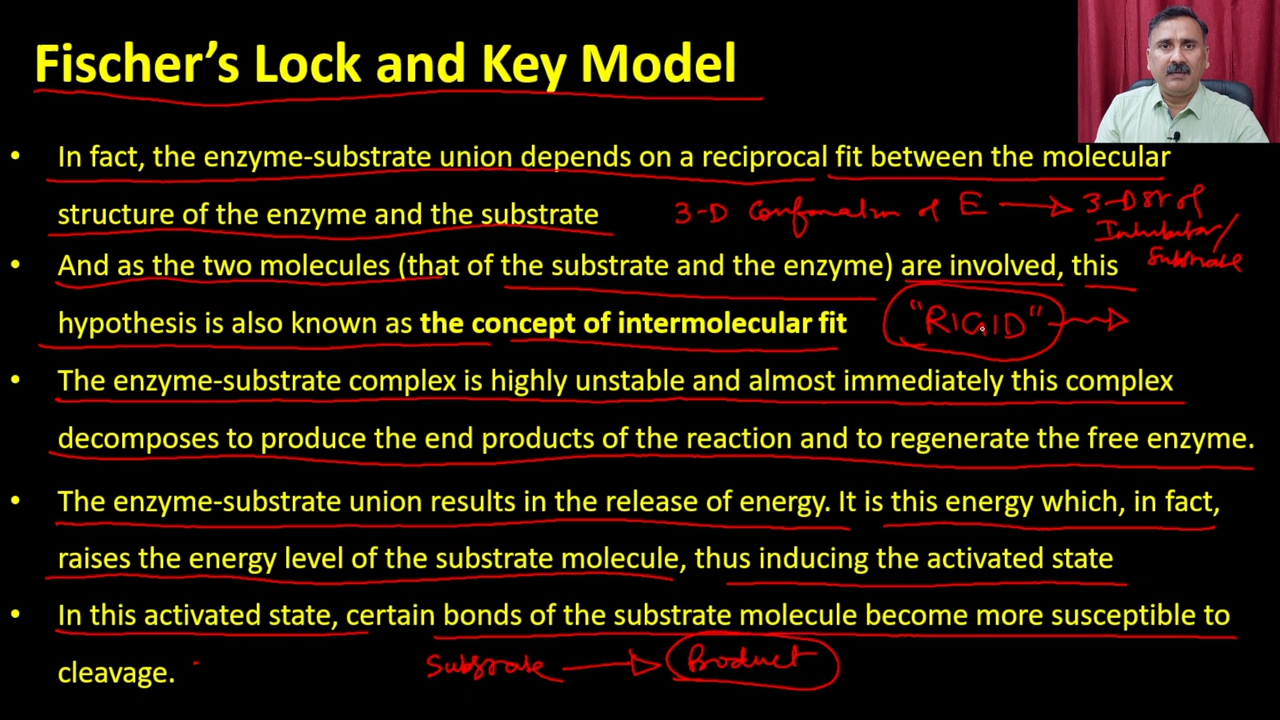 Fischer's Lock and Key Model
• In fact, the enzyme-substrate union depends on a reciprocal fit between the molecular
structure of the enzyme and the substrate
3-D Conformation of E → 3-D str of
Inhibitor/
Substrate
• And as the two molecules (that of the substrate and the enzyme) are involved, this
hypothesis is also known as the concept of intermolecular fit
"RIGID" →
• The enzyme-substrate complex is highly unstable and almost immediately this complex
decomposes to produce the end products of the reaction and to regenerate the free enzyme.
• The enzyme-substrate union results in the release of energy. It is this energy which, in fact,
raises the energy level of the substrate molecule, thus inducing the activated state
• In this activated state, certain bonds of the substrate molecule become more susceptible to
cleavage.
Substrate → Product